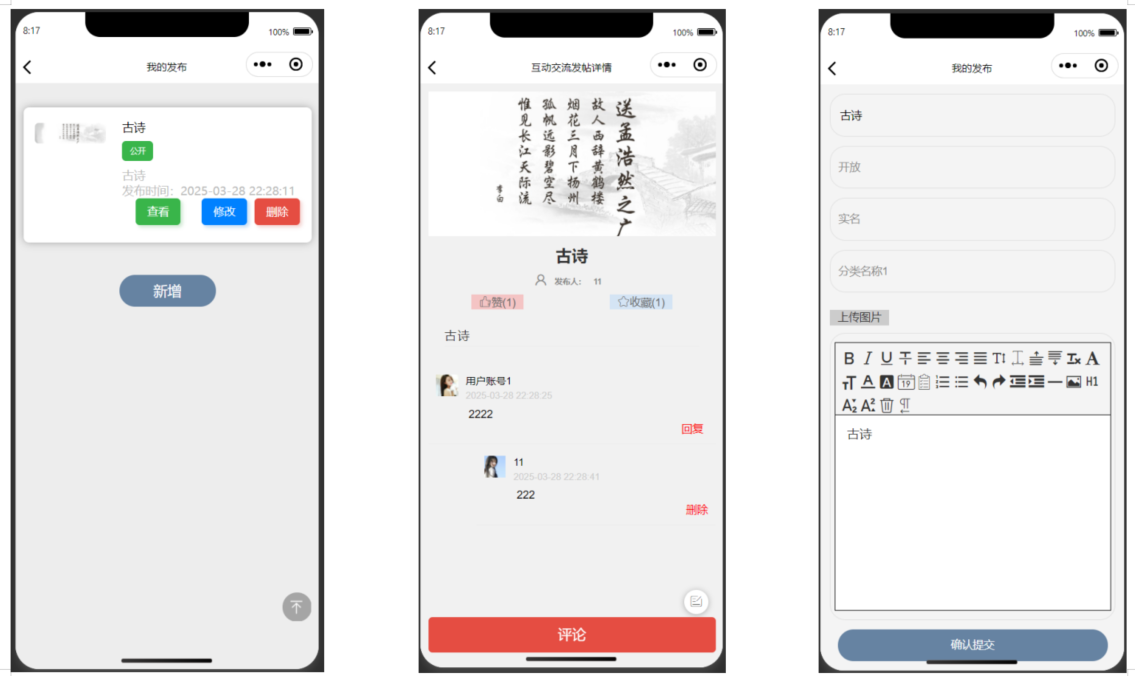 8:17
100%
我的发布
古诗
公开
古诗
发布时间：2025-03-28 22:28:11
查看
修改
删除
新增
8:17
100%
互动交流发帖详情
送孟浩然之广
故人西辞黄鹤楼
烟花三月下扬州
孤帆远影碧空尽
惟见长江天际流
李白
古诗
发布人： 11
赞(1)
收藏(1)
古诗
用户账号1
2025-03-28 22:28:25
2222
回复
11
2025-03-28 22:28:41
222
删除
评论
8:17
100%
我的发布
古诗
开放
实名
分类名称1
上传图片
古诗
确认提交